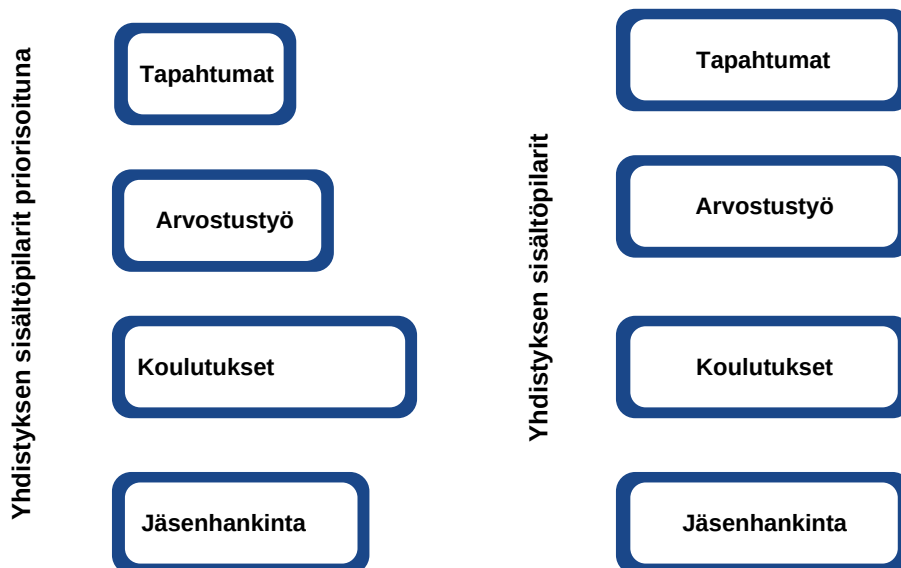 Yhdistyksen sisältöpilarit priorisoituna
Tapahtumat
Arvostustyö
Koulutukset
Jäsenhankinta
Yhdistyksen sisältöpilarit
Tapahtumat
Arvostustyö
Koulutukset
Jäsenhankinta